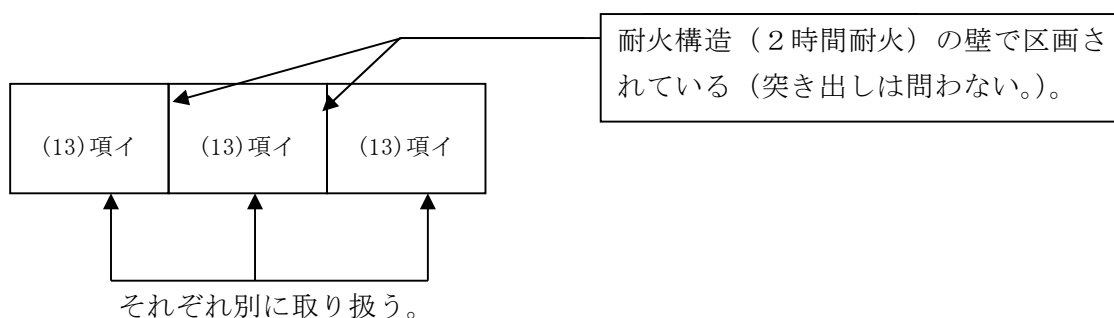 耐火構造（２時間耐火）の壁で区画さ
れている（突き出しは問わない。）。
(13)項イ (13)項イ (13)項イ
それぞれ別に取り扱う。